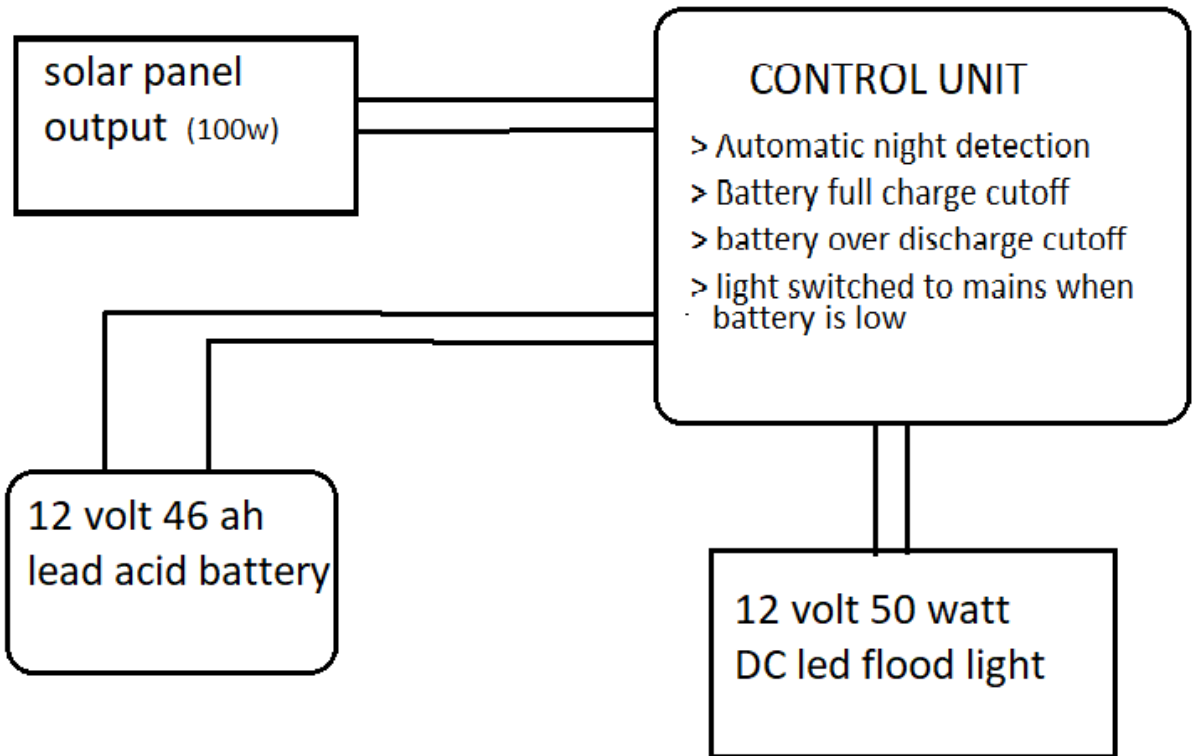 solar panel
output (100w)
CONTROL UNIT
> Automatic night detection
> Battery full charge cutoff
> battery over discharge cutoff
> light switched to mains when
battery is low
12 volt 46 ah
lead acid battery
12 volt 50 watt
DC led flood light